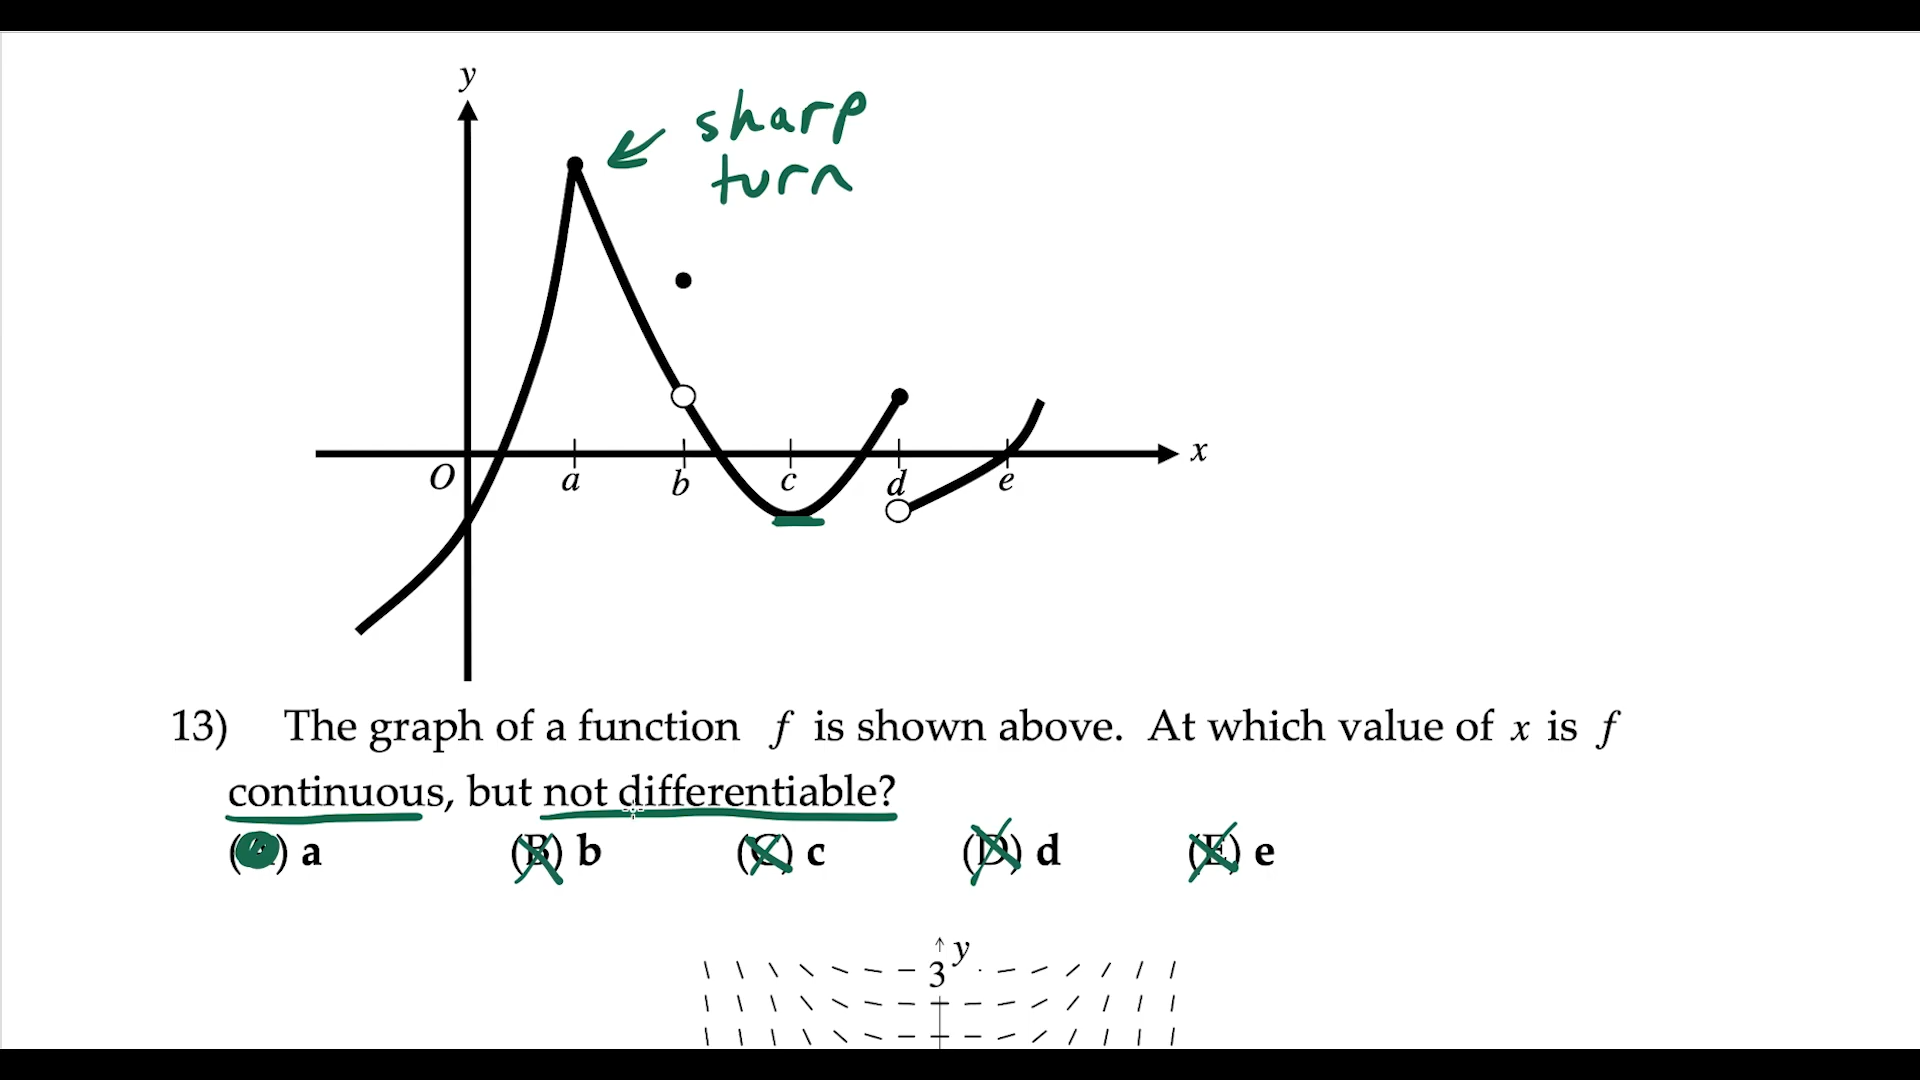 y
sharp
turn
x
O
a
b
c
d
e
13) The graph of a function f is shown above. At which value of x is f
continuous, but not differentiable?
(A) a (B) b (C) c (D) d (E) e
y
3